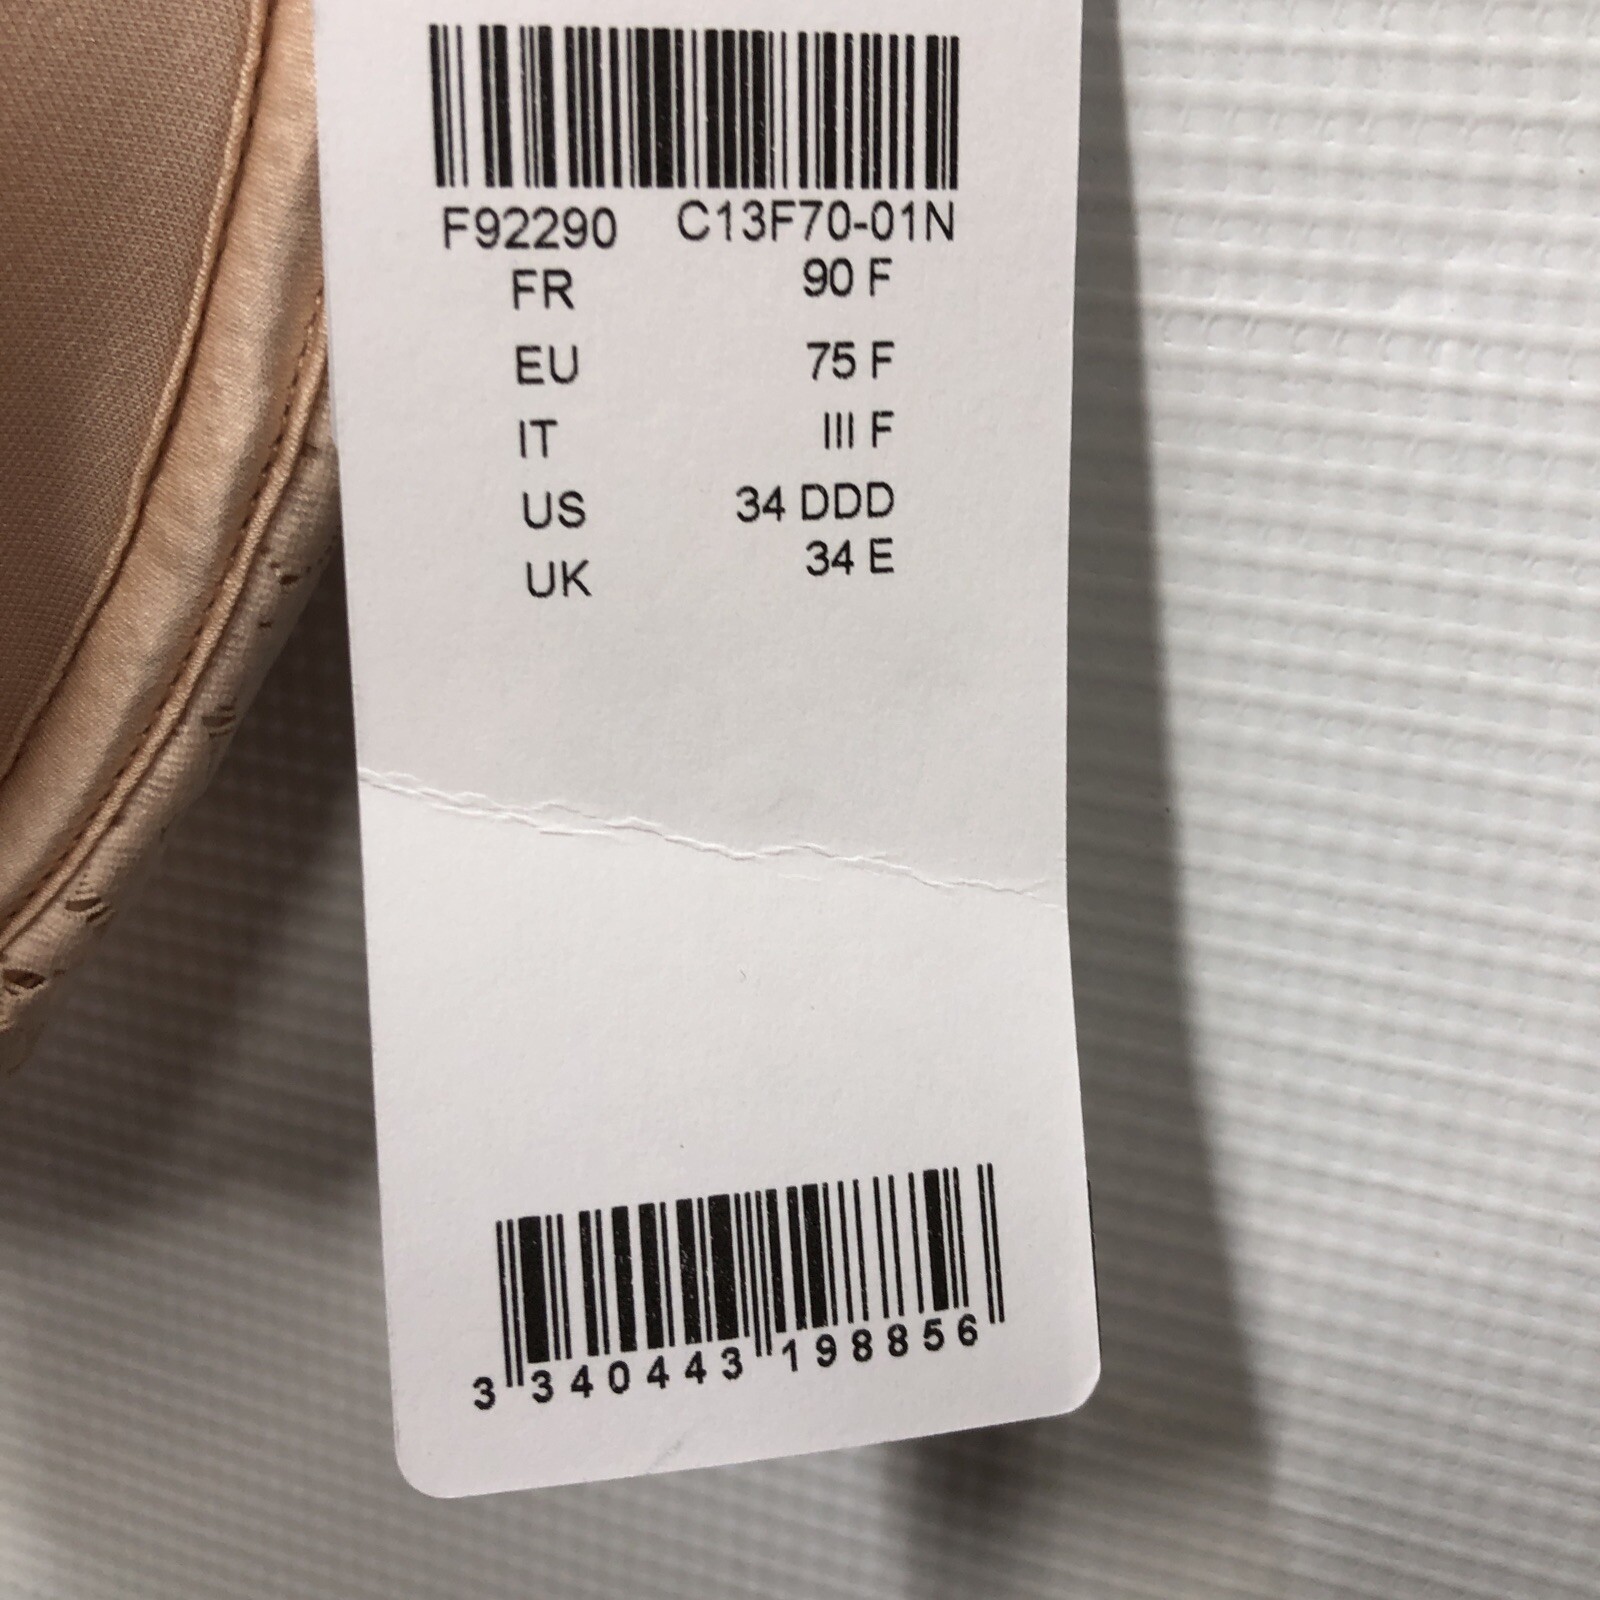 F92290 C13F70-01N
FR 90 F
EU 75 F
IT III F
US 34 DDD
UK 34 E
3 340443 198856